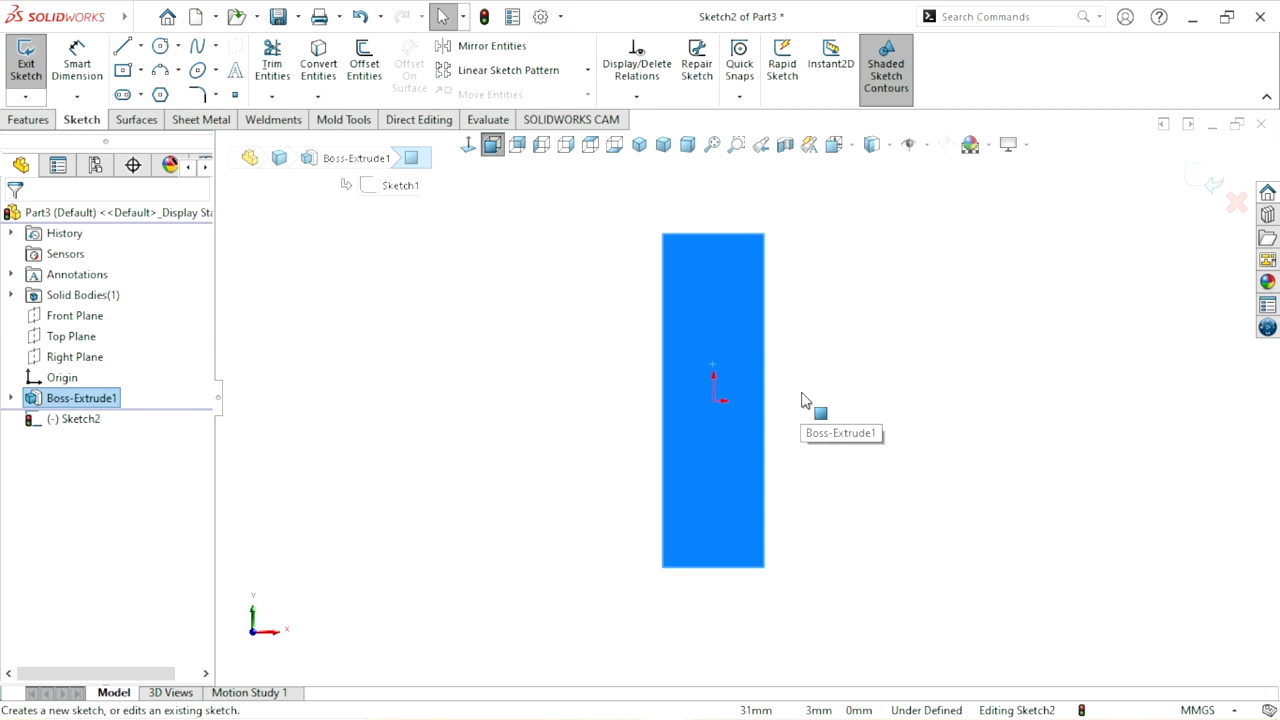 SOLIDWORKS
Sketch2 of Part3 *
Search Commands
Exit Sketch
Smart Dimension
Trim Entities
Convert Entities
Offset Entities
Offset On Surface
Mirror Entities
Linear Sketch Pattern
Move Entities
Display/Delete Relations
Repair Sketch
Quick Snaps
Rapid Sketch
Instant2D
Shaded Sketch Contours
Features
Sketch
Surfaces
Sheet Metal
Weldments
Mold Tools
Direct Editing
Evaluate
SOLIDWORKS CAM
Boss-Extrude1
Sketch1
Part3 (Default) <<Default>_Display Sta
History
Sensors
Annotations
Solid Bodies(1)
Front Plane
Top Plane
Right Plane
Origin
Boss-Extrude1
(-) Sketch2
Boss-Extrude1
Y
X
Model
3D Views
Motion Study 1
Creates a new sketch, or edits an existing sketch.
31mm
3mm
0mm
Under Defined
Editing Sketch2
MMGS